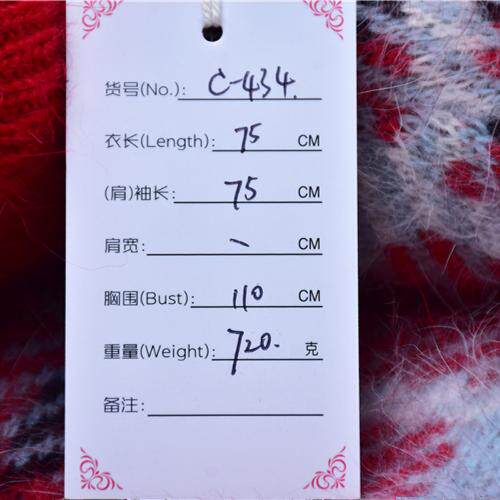 货号(No.): C-434.
衣长(Length): 75 CM
(肩)袖长: 75 CM
肩宽: - CM
胸围(Bust): 110 CM
重量(Weight): 720. 克
备注: